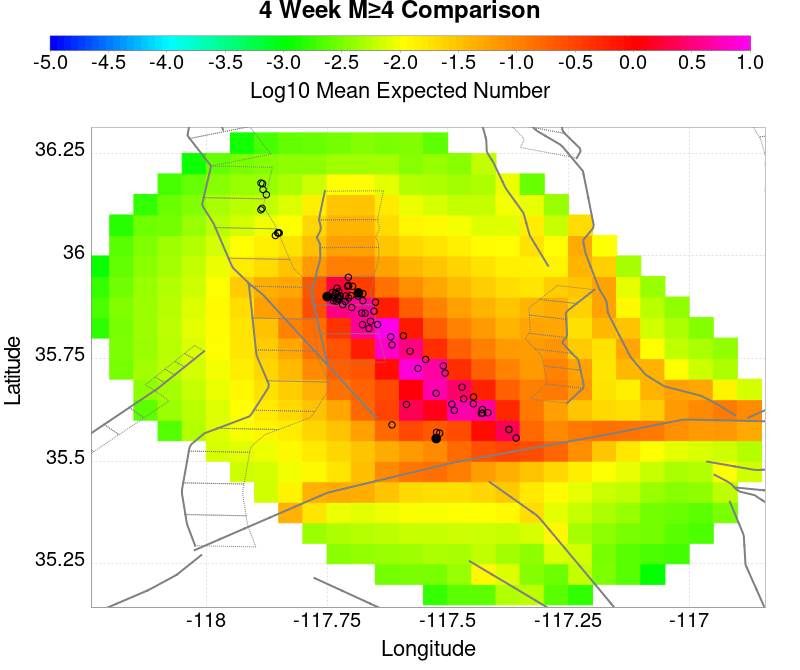 4 Week M≥4 Comparison
-5.0 -4.5 -4.0 -3.5 -3.0 -2.5 -2.0 -1.5 -1.0 -0.5 0.0 0.5 1.0
Log10 Mean Expected Number
36.25
36
35.75
35.5
35.25
Latitude
-118 -117.75 -117.5 -117.25 -117
Longitude